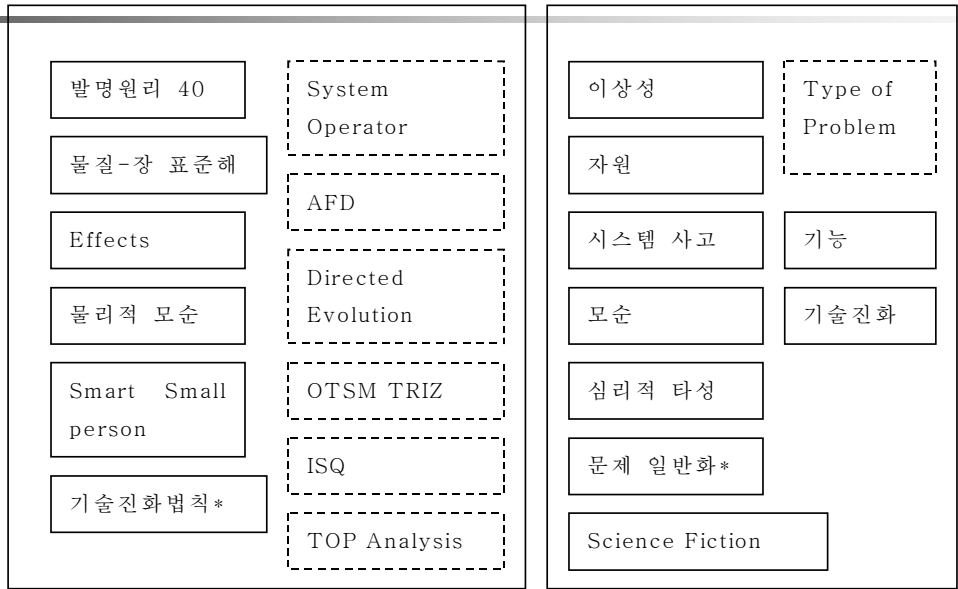 발명원리 40
물질-장 표준해
Effects
물리적 모순
Smart Small
person
기술진화법칙*
System
Operator
AFD
Directed
Evolution
OTSM TRIZ
ISQ
TOP Analysis
이상성
자원
시스템 사고
모순
심리적 타성
문제 일반화*
Science Fiction
Type of
Problem
기능
기술진화